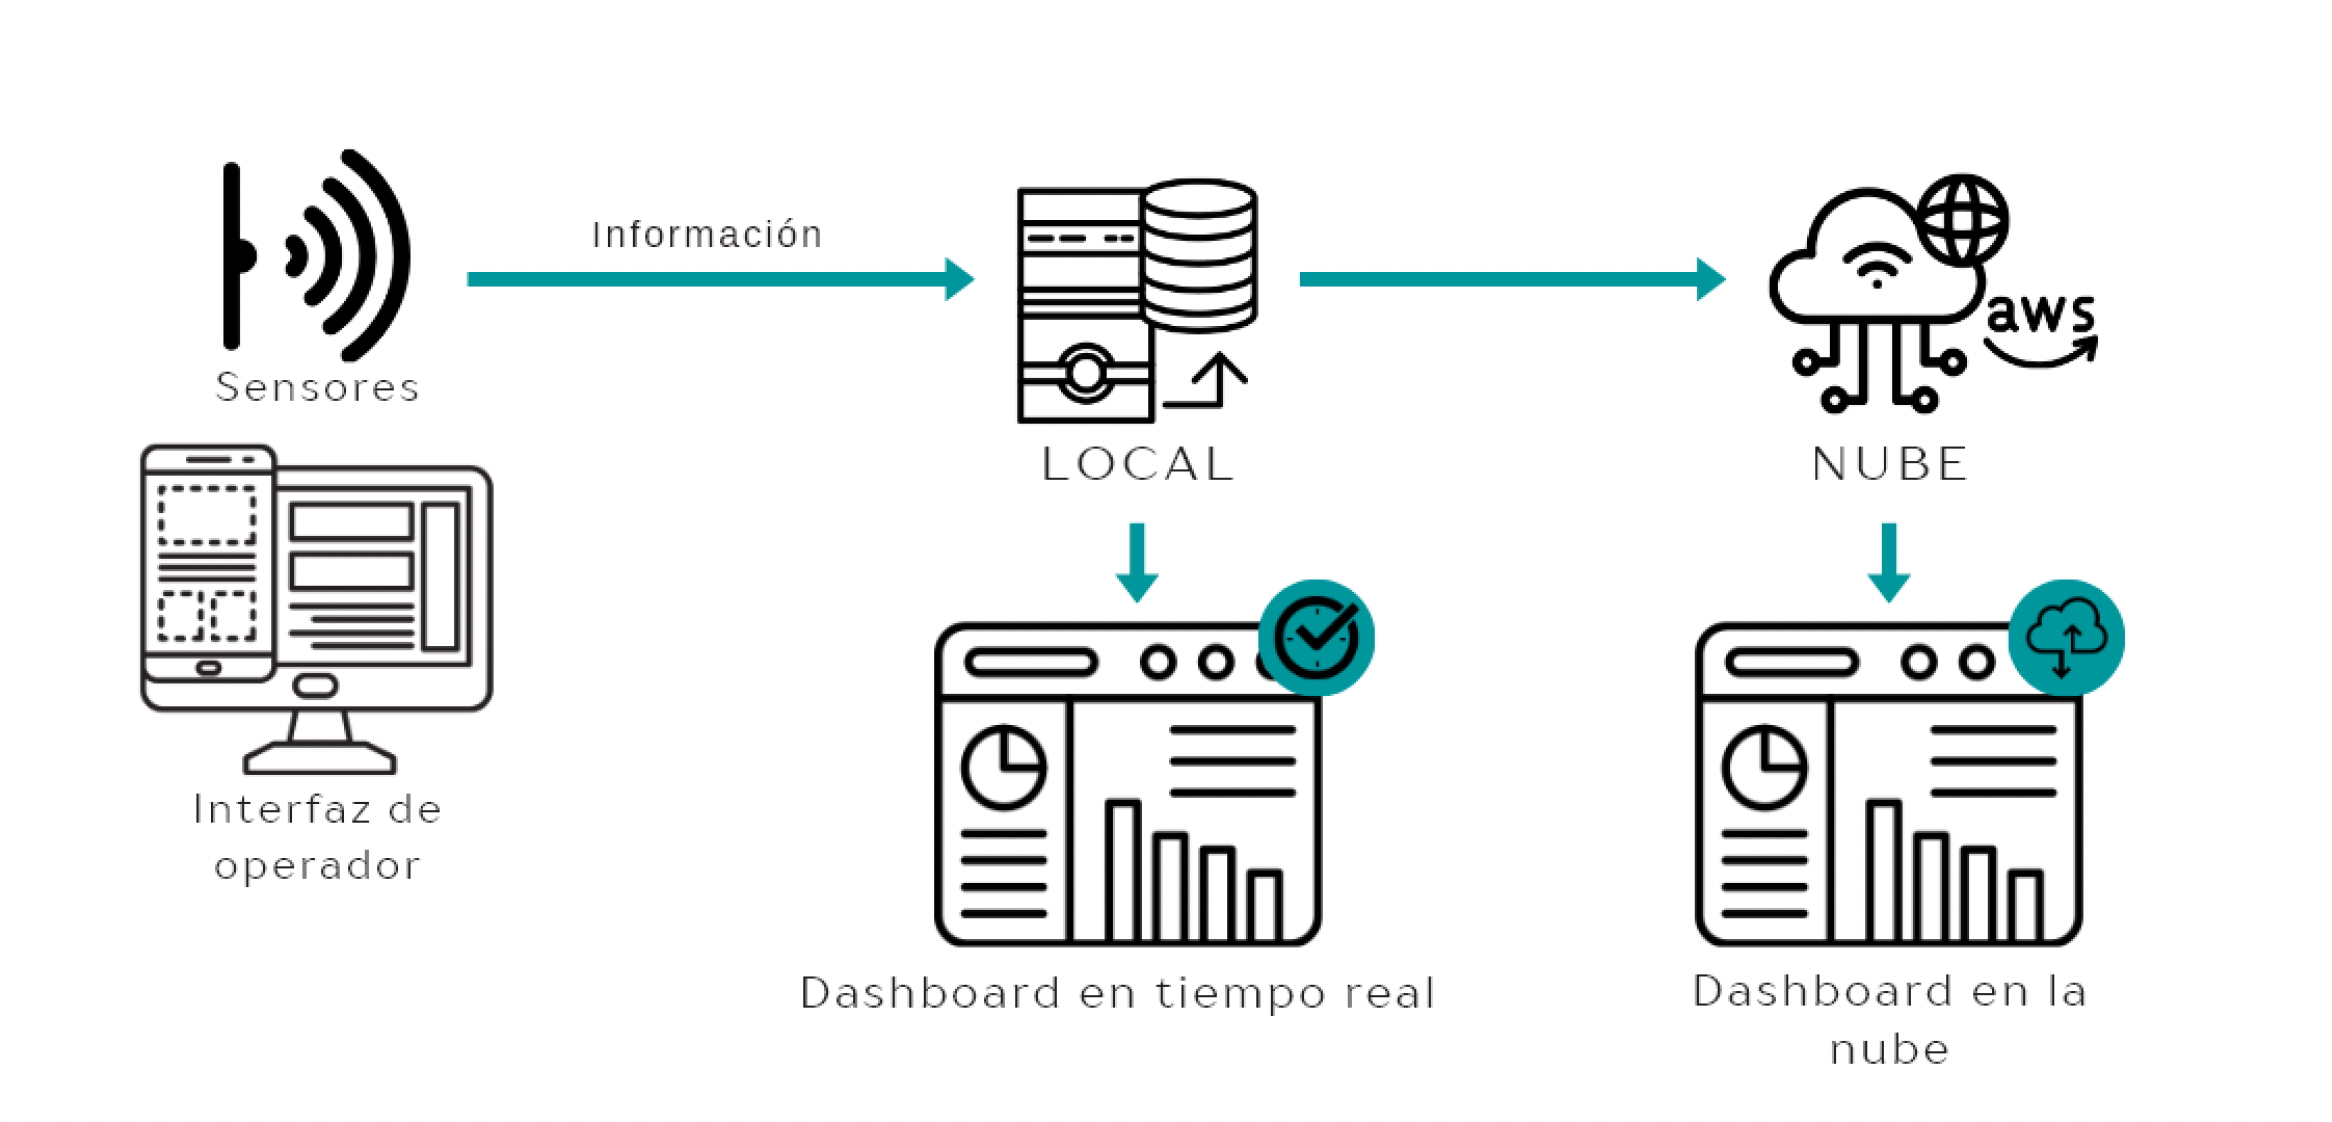 Información
aws
Sensores
LOCAL
NUBE
Interfaz de
operador
Dashboard en tiempo real
Dashboard en la
nube